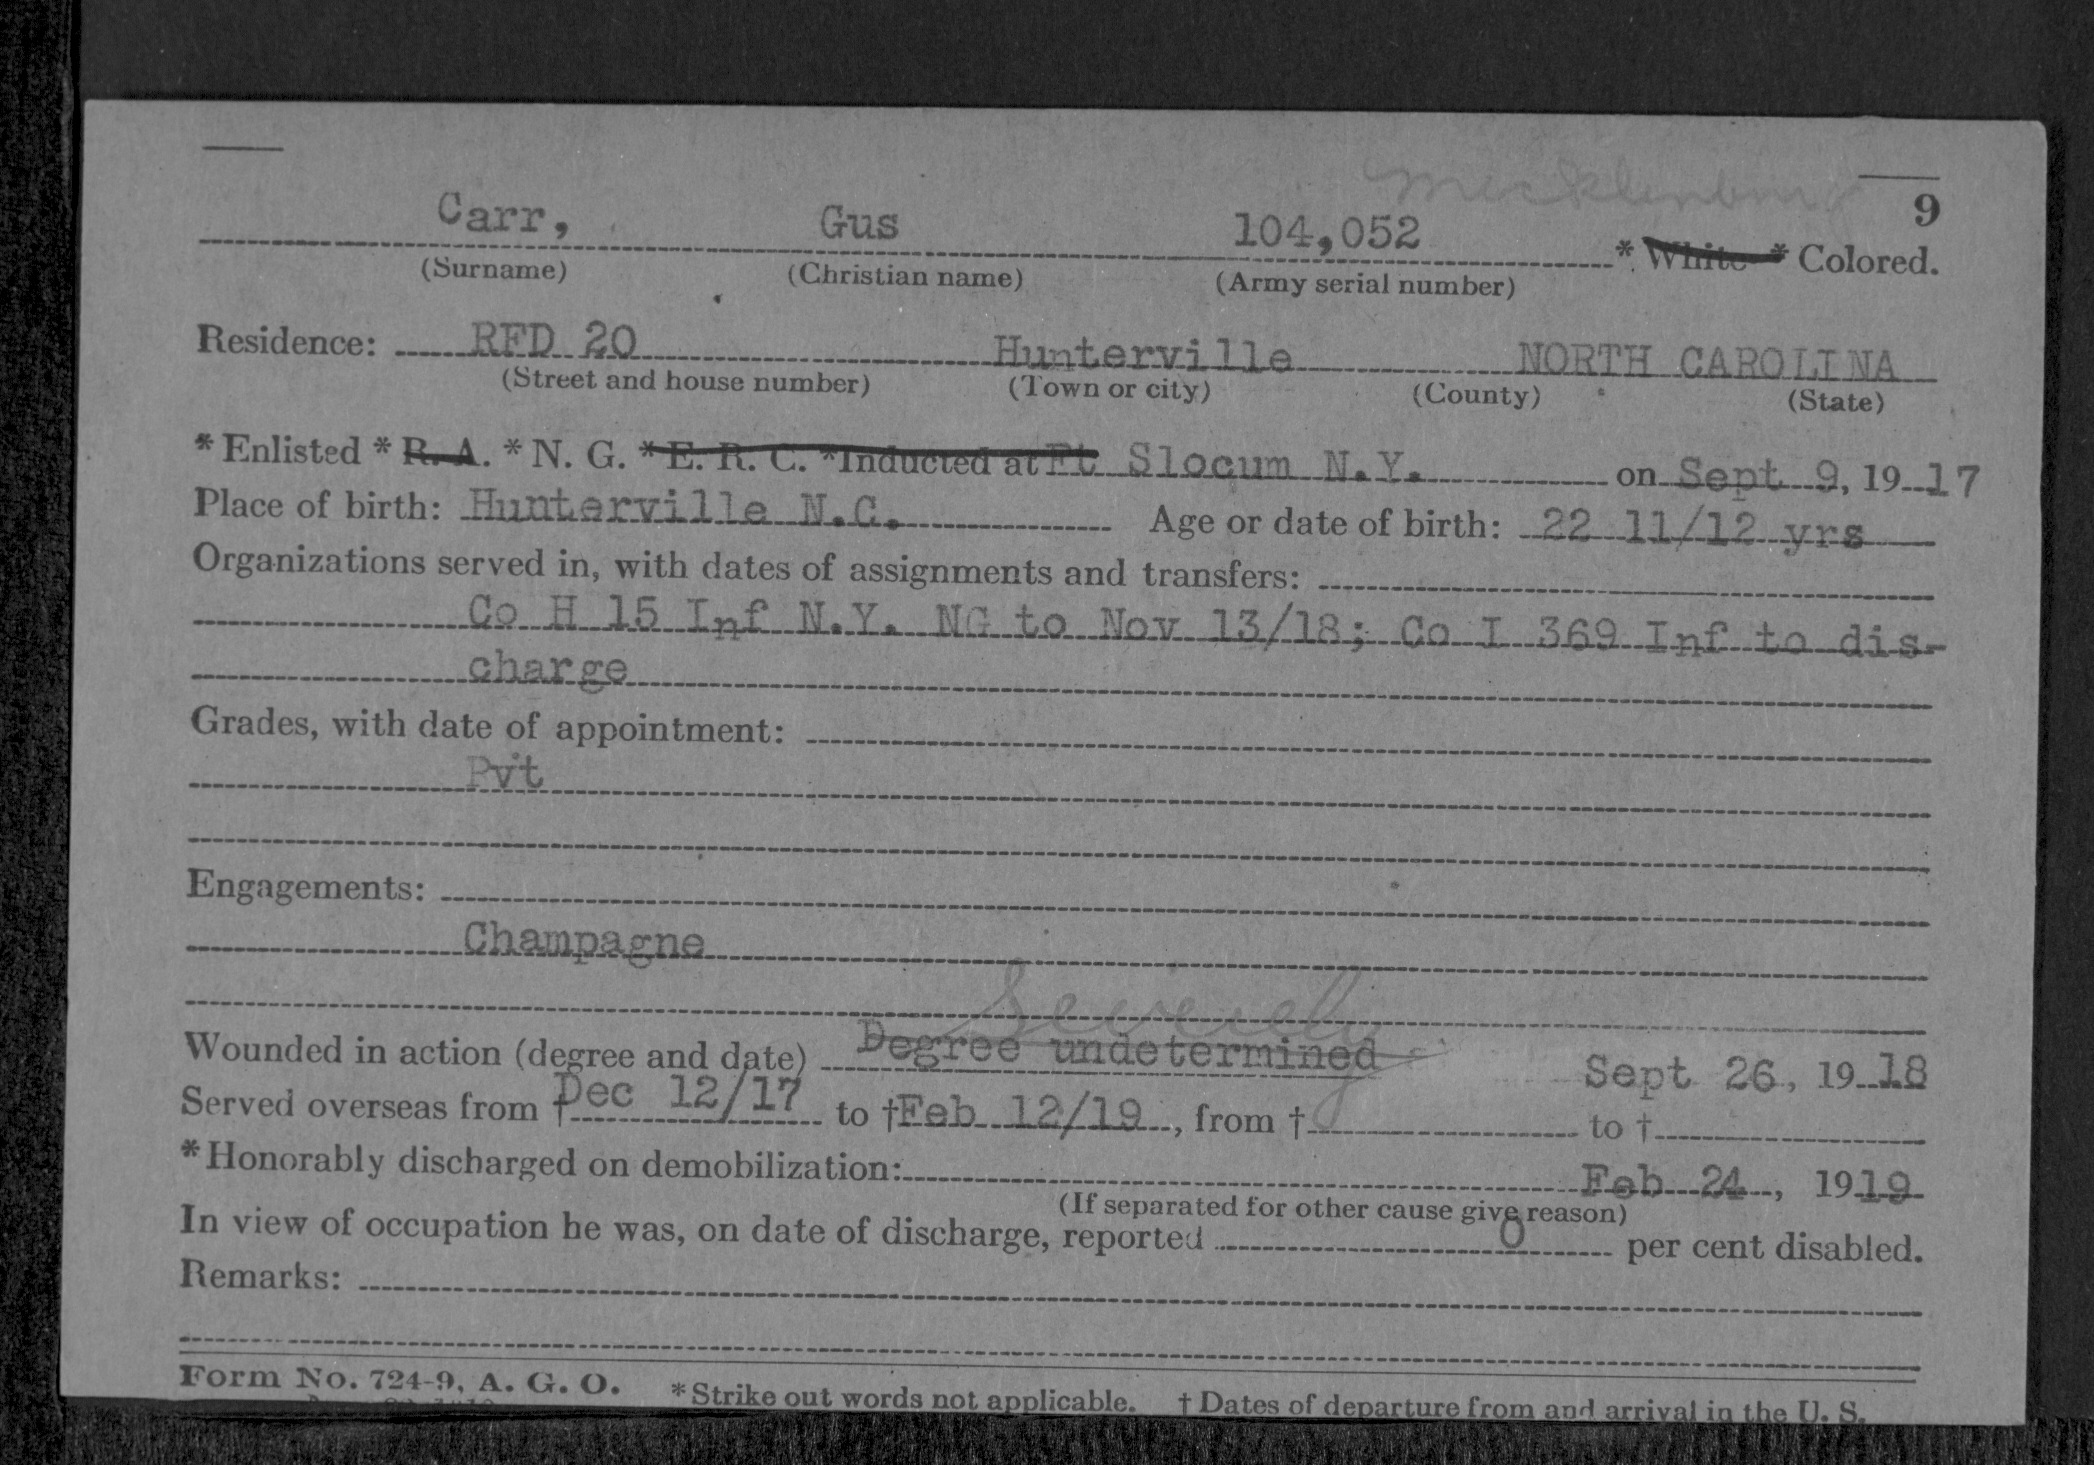 Mecklenburg
9
Carr, Gus 104,052 * White * Colored.
(Surname) (Christian name) (Army serial number)
Residence: RFD 20 Hunterville NORTH CAROLINA
(Street and house number) (Town or city) (County) (State)
* Enlisted * R. A. * N. G. * E. R. C. * Inducted at Ft Slocum N.Y. on Sept 9, 19 17
Place of birth: Hunterville N.C. Age or date of birth: 22 11/12 yrs
Organizations served in, with dates of assignments and transfers:
Co H 15 Inf N.Y. NG to Nov 13/18; Co I 369 Inf to dis-
charge
Grades, with date of appointment:
Pvt
Engagements:
Champagne
Severely
Wounded in action (degree and date) Degree undetermined Sept 26, 19 18
Served overseas from † Dec 12/17 to † Feb 12/19, from † to †
* Honorably discharged on demobilization: Feb 24, 19 19
(If separated for other cause give reason)
In view of occupation he was, on date of discharge, reported 0 per cent disabled.
Remarks:
Form No. 724-9, A. G. O. * Strike out words not applicable. † Dates of departure from and arrival in the U. S.